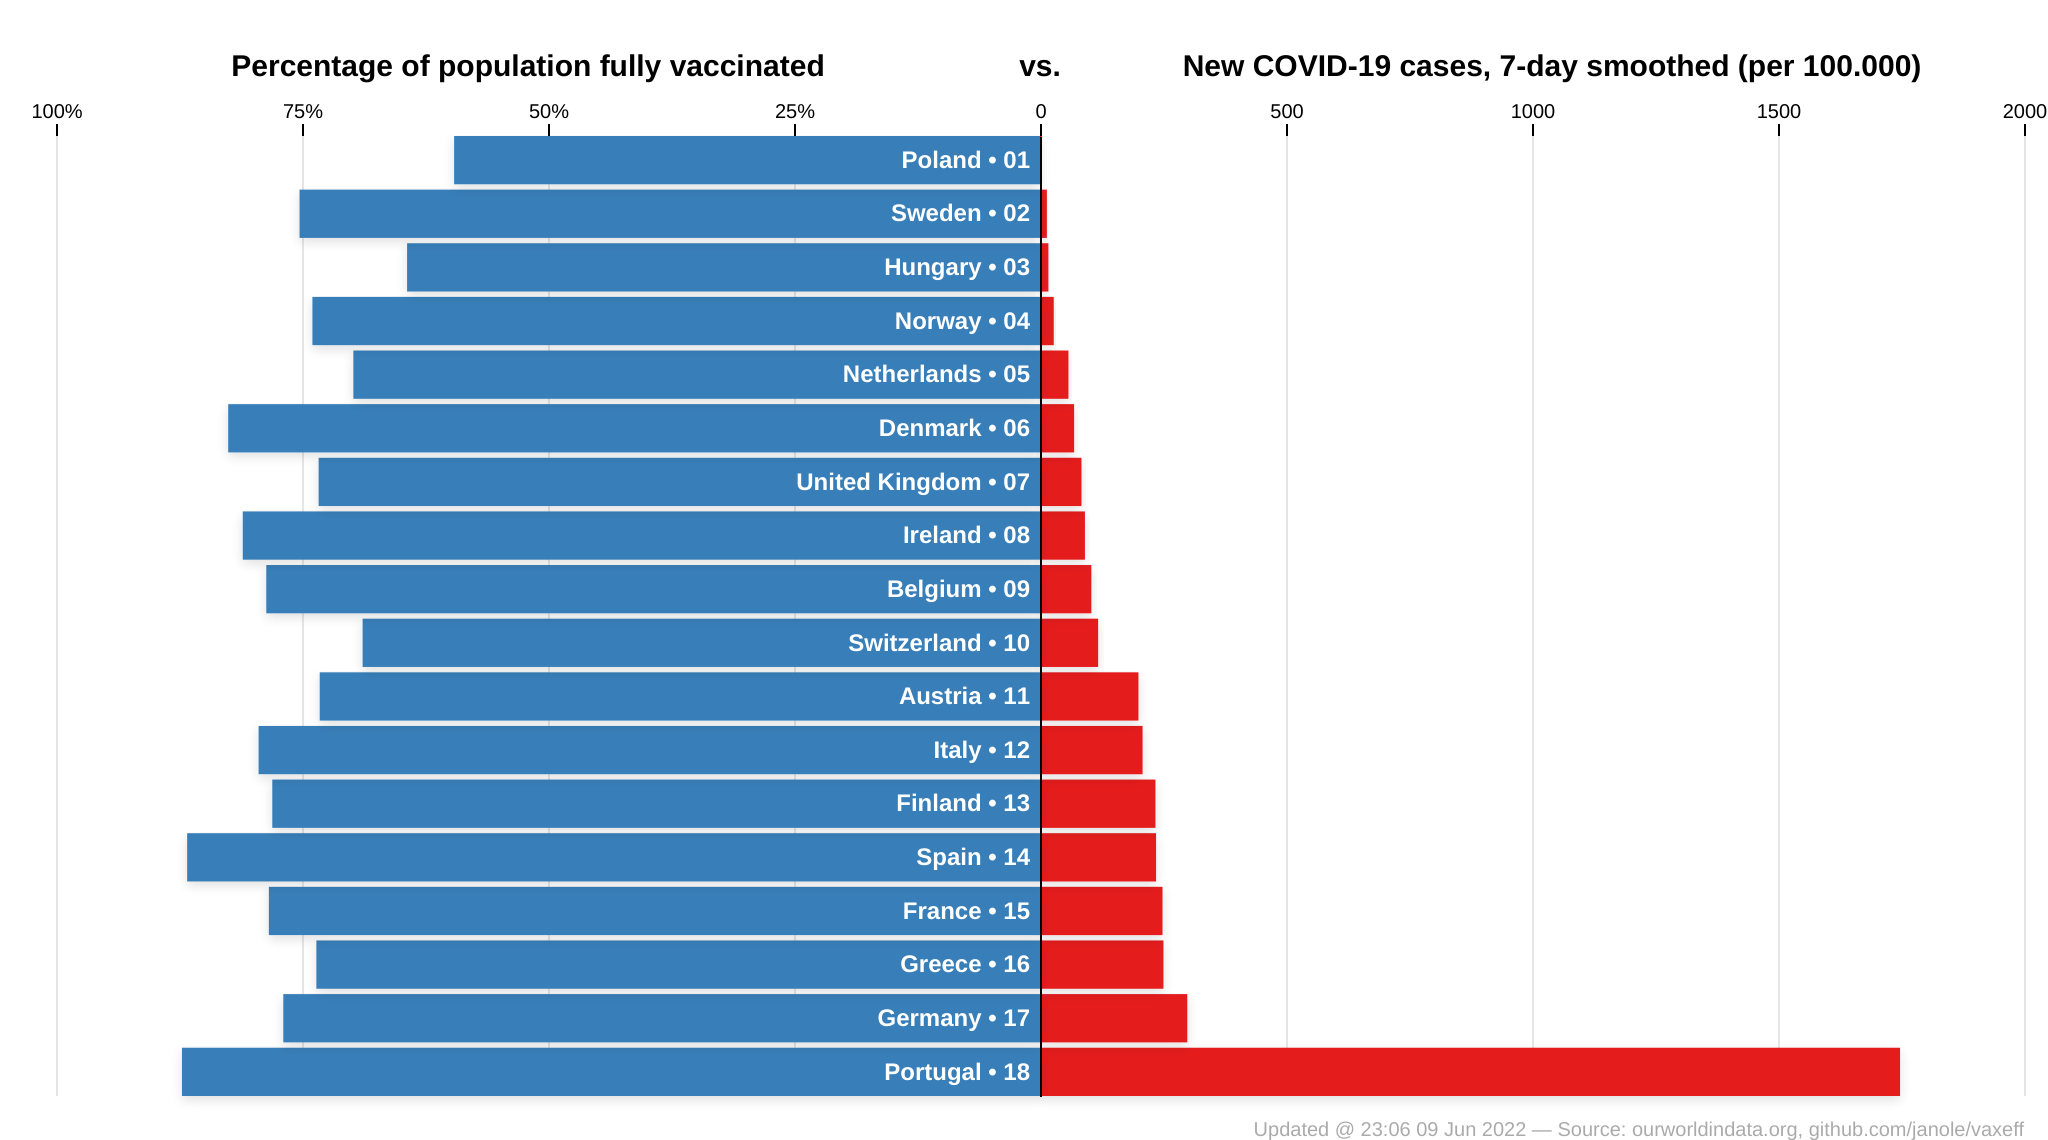 Percentage of population fully vaccinated vs. New COVID-19 cases, 7-day smoothed (per 100.000)
100% 75% 50% 25% 0 500 1000 1500 2000
Poland • 01
Sweden • 02
Hungary • 03
Norway • 04
Netherlands • 05
Denmark • 06
United Kingdom • 07
Ireland • 08
Belgium • 09
Switzerland • 10
Austria • 11
Italy • 12
Finland • 13
Spain • 14
France • 15
Greece • 16
Germany • 17
Portugal • 18
Updated @ 23:06 09 Jun 2022 — Source: ourworldindata.org, github.com/janole/vaxeff